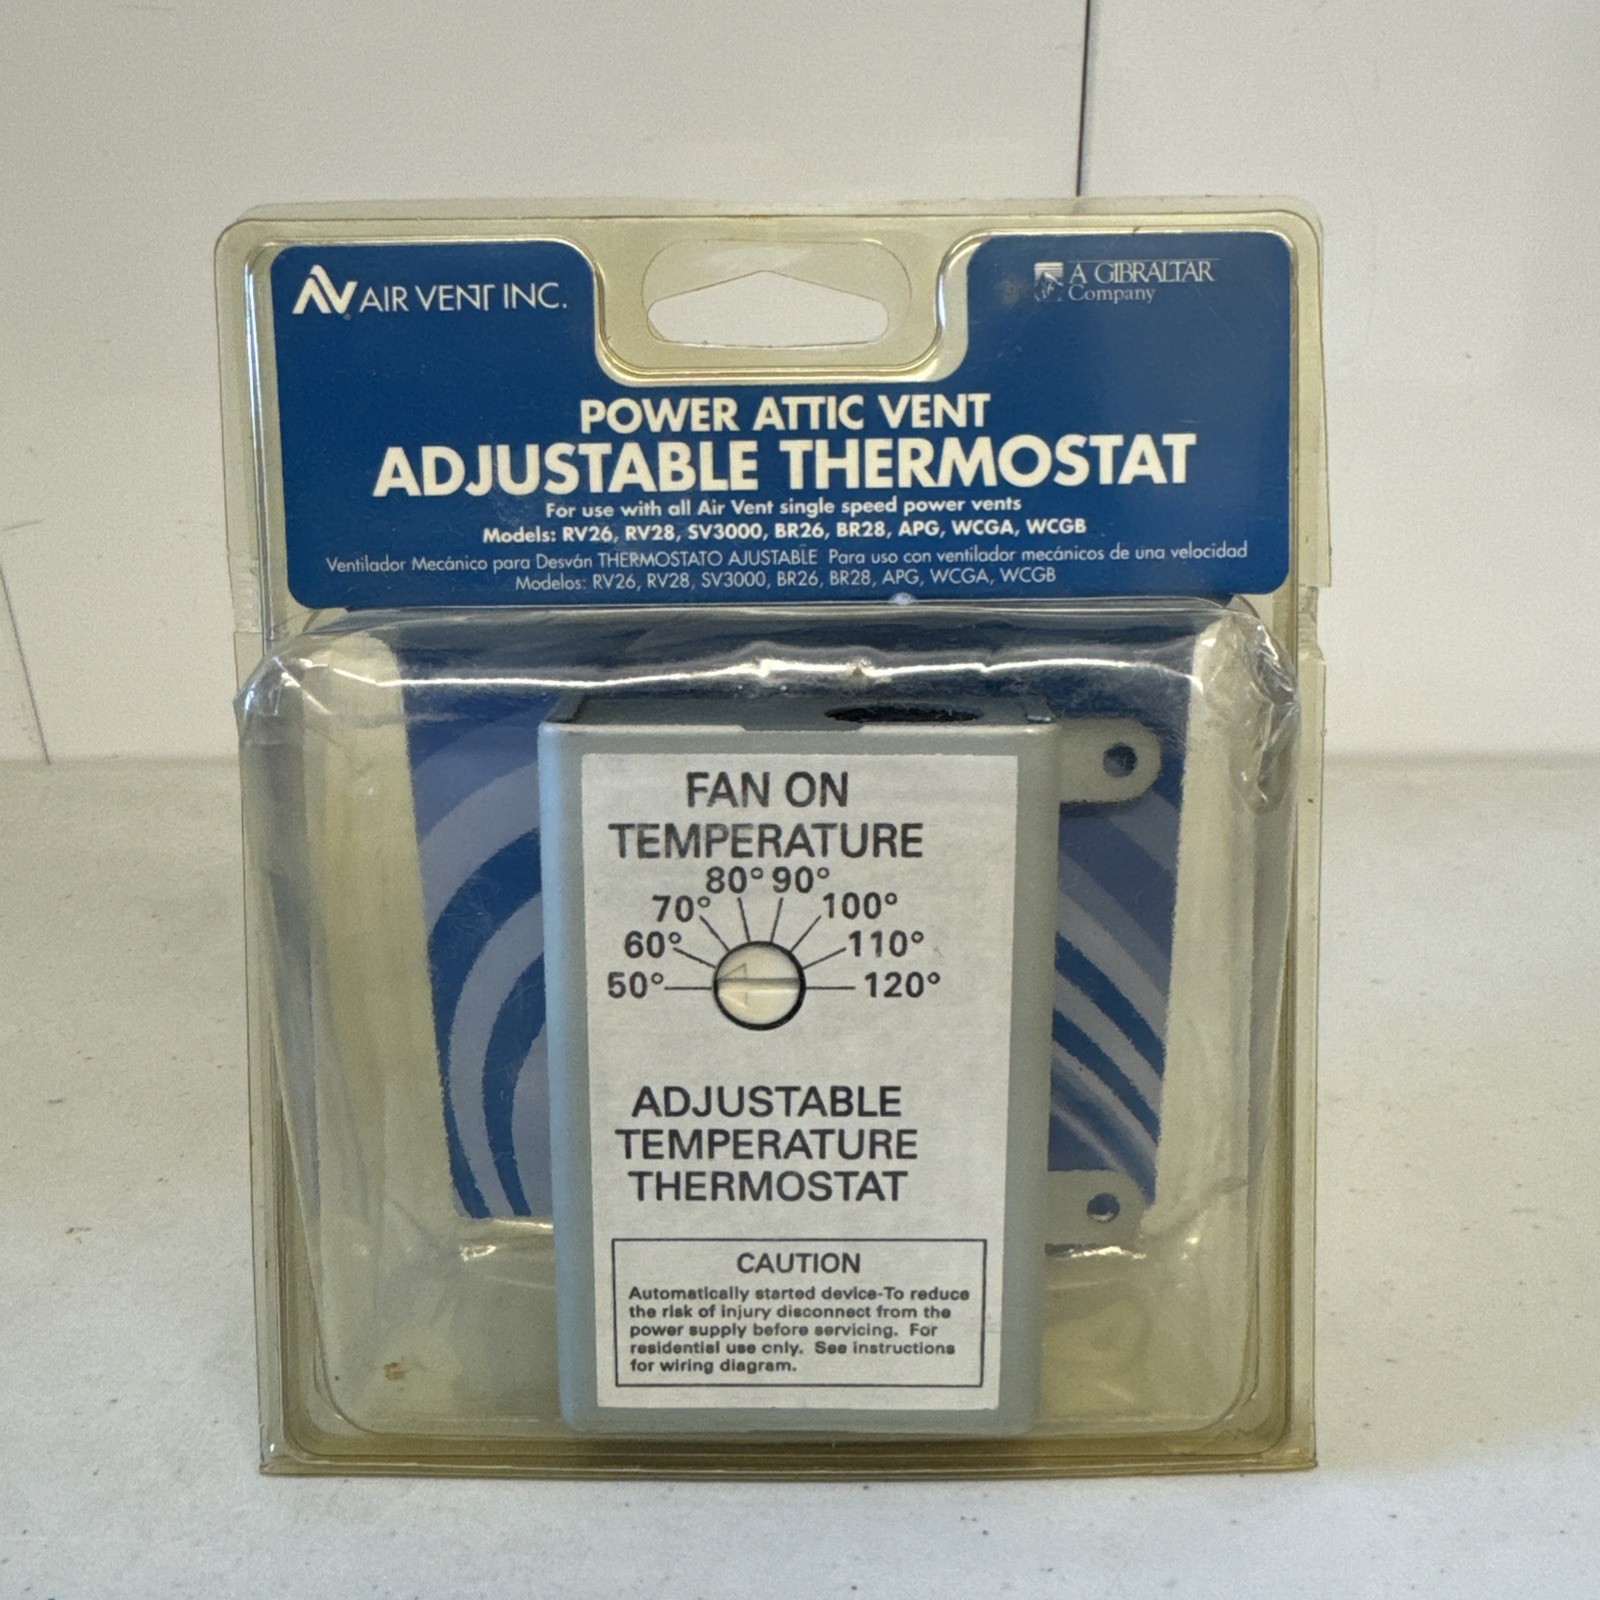 AIR VENT INC.
A GIBRALTAR
Company
POWER ATTIC VENT
ADJUSTABLE THERMOSTAT
For use with all Air Vent single speed power vents
Models: RV26, RV28, SV3000, BR26, BR28, APG, WCGA, WCGB
Ventilador Mecánico para Desván THERMOSTATO AJUSTABLE Para uso con ventilador mecánicos de una velocidad
Modelos: RV26, RV28, SV3000, BR26, BR28, APG, WCGA, WCGB
FAN ON
TEMPERATURE
80° 90°
70° 100°
60° 110°
50° 120°
ADJUSTABLE
TEMPERATURE
THERMOSTAT
CAUTION
Automatically started device-To reduce
the risk of injury disconnect from the
power supply before servicing. For
residential use only. See instructions
for wiring diagram.